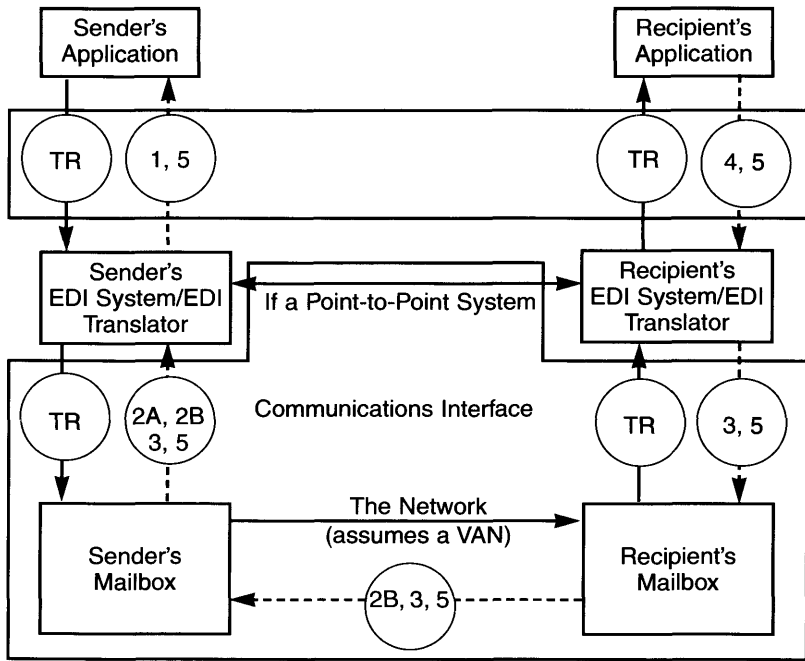 Sender's
Application
Recipient's
Application
TR
1, 5
TR
4, 5
Sender's
EDI System/EDI
Translator
If a Point-to-Point System
Recipient's
EDI System/EDI
Translator
TR
2A, 2B
3, 5
Communications Interface
TR
3, 5
Sender's
Mailbox
The Network
(assumes a VAN)
Recipient's
Mailbox
2B, 3, 5